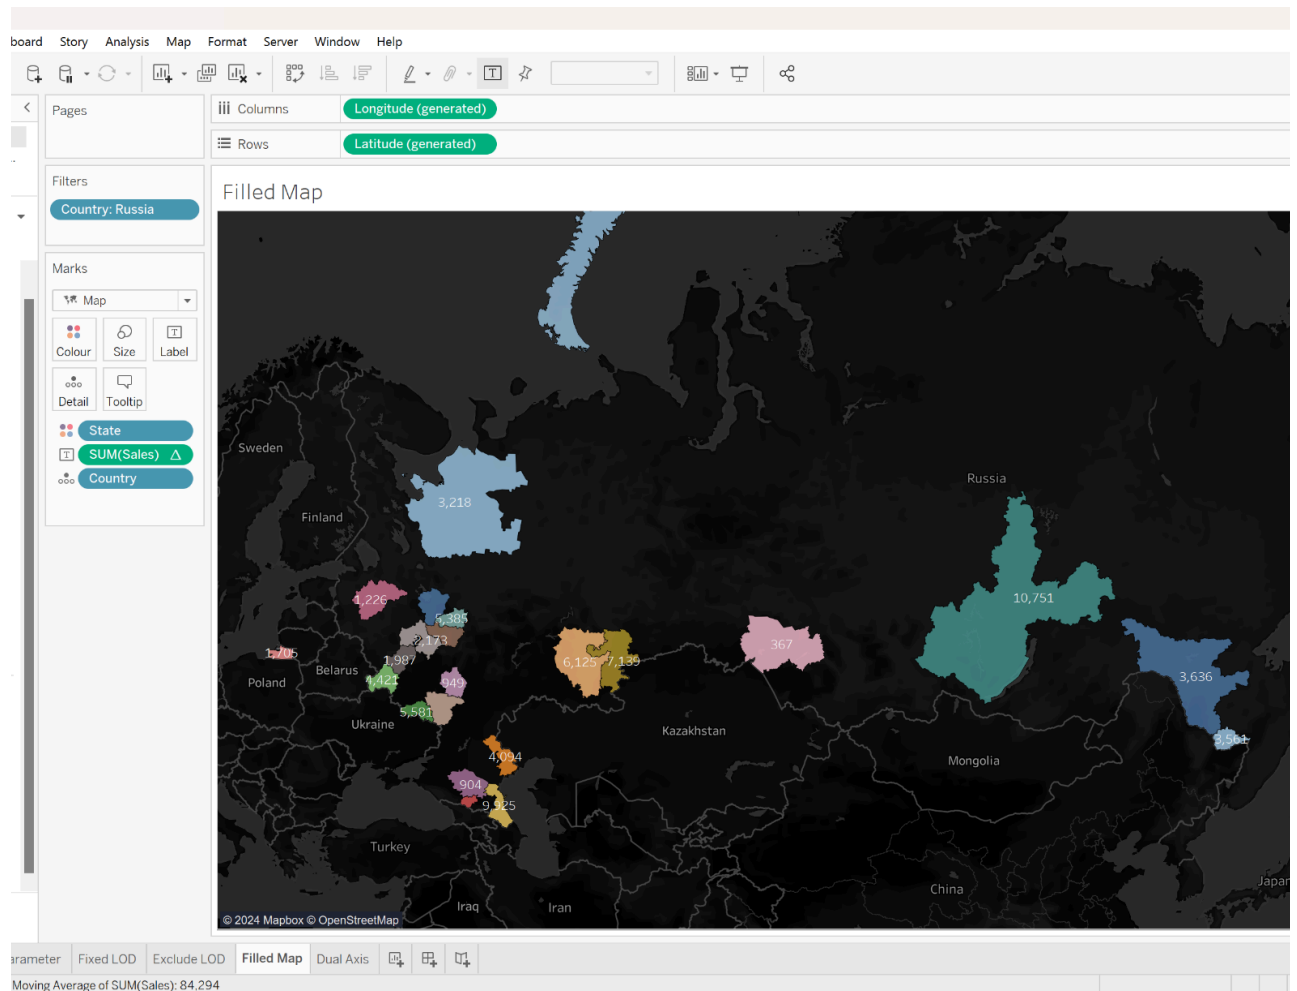 board Story Analysis Map Format Server Window Help
Pages
Columns Longitude (generated)
Rows Latitude (generated)
Filters
Country: Russia
Filled Map
Marks
Map
Colour Size Label
Detail Tooltip
State
SUM(Sales) Δ
Country
Sweden
Finland
Russia
3,218
1,226
5,385
10,751
2,173
367
1,705
1,987
6,125
7,139
Belarus
4,421
949
3,636
Poland
5,581
Ukraine
Kazakhstan
3,561
4,094
Mongolia
904
9,925
Turkey
Japan
China
Iraq
Iran
© 2024 Mapbox © OpenStreetMap
arameter Fixed LOD Exclude LOD Filled Map Dual Axis
Moving Average of SUM(Sales): 84,294